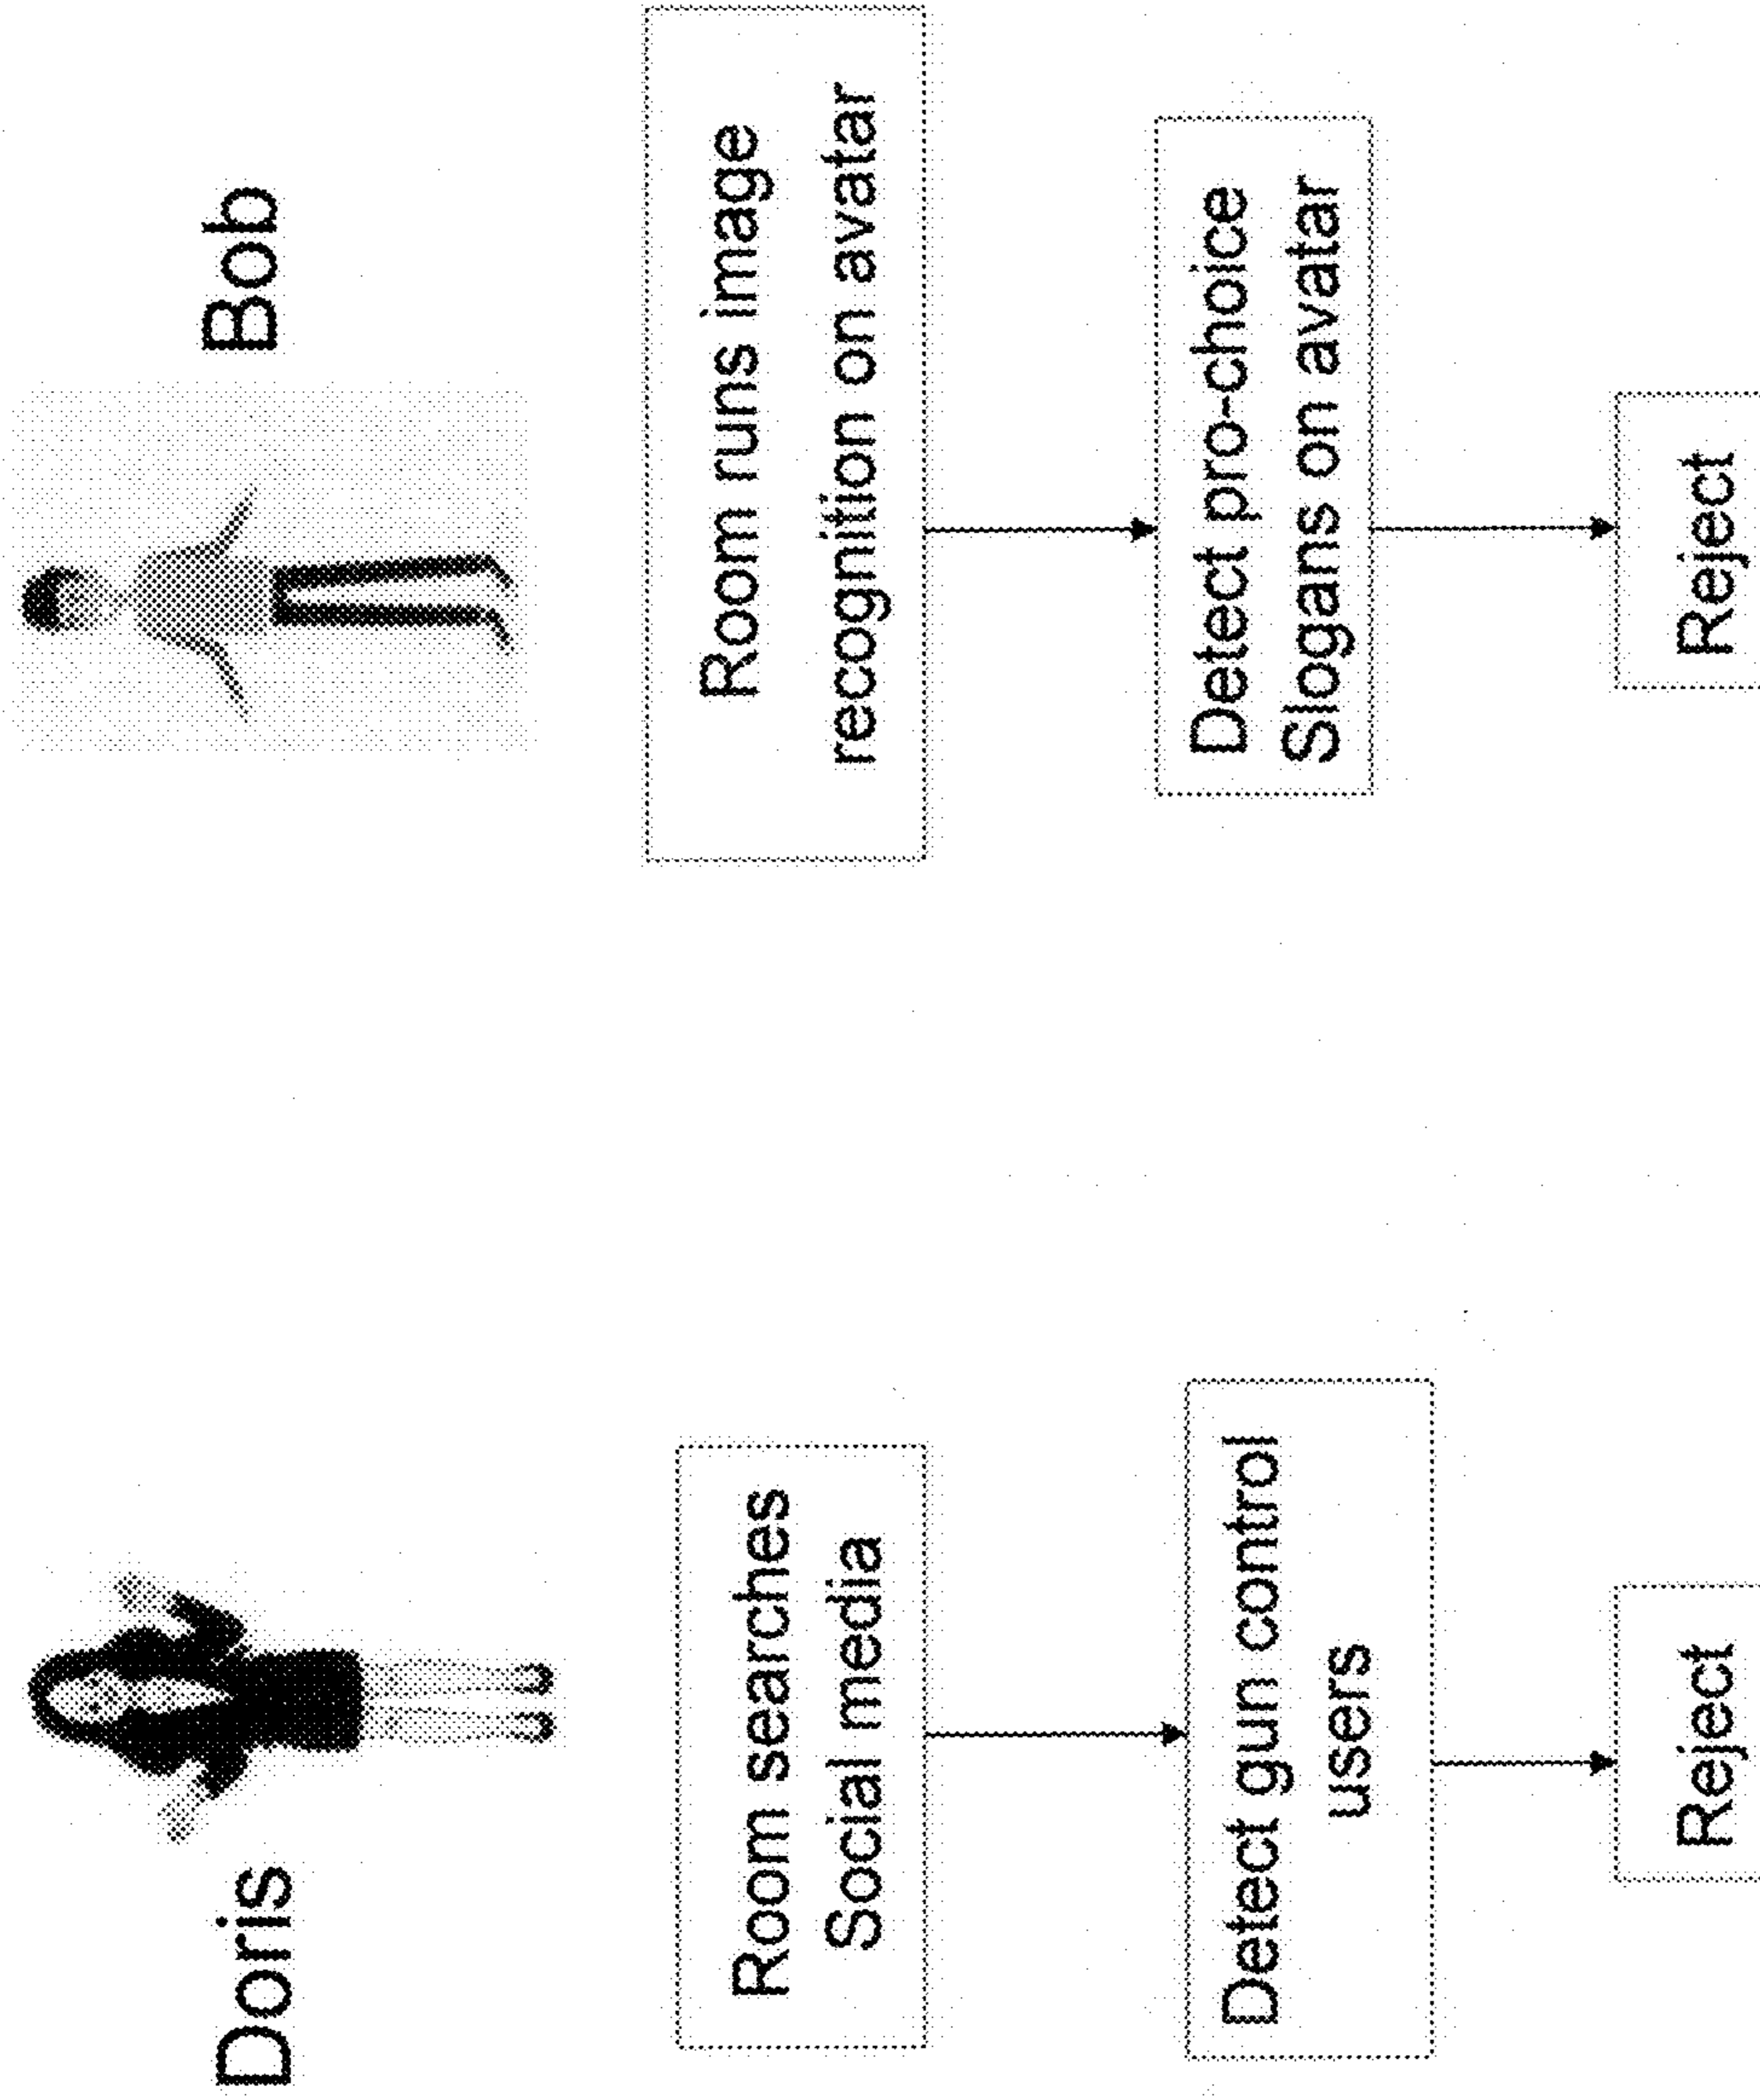 Doris
Room searches
Social media
Detect gun control
users
Reject
Bob
Room runs image
recognition on avatar
Detect pro-choice
Slogans on avatar
Reject